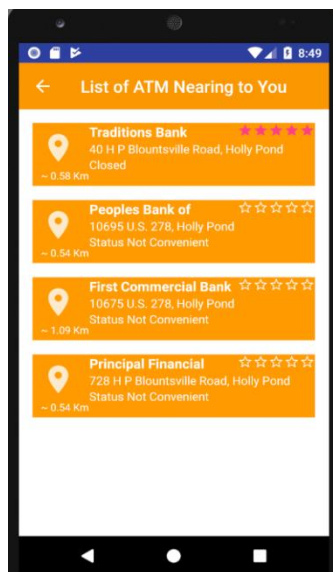 8:49
List of ATM Nearing to You
Traditions Bank
40 H P Blountsville Road, Holly Pond
Closed
~ 0.58 Km
Peoples Bank of
10695 U.S. 278, Holly Pond
Status Not Convenient
~ 0.54 Km
First Commercial Bank
10675 U.S. 278, Holly Pond
Status Not Convenient
~ 1.09 Km
Principal Financial
728 H P Blountsville Road, Holly Pond
Status Not Convenient
~ 0.54 Km